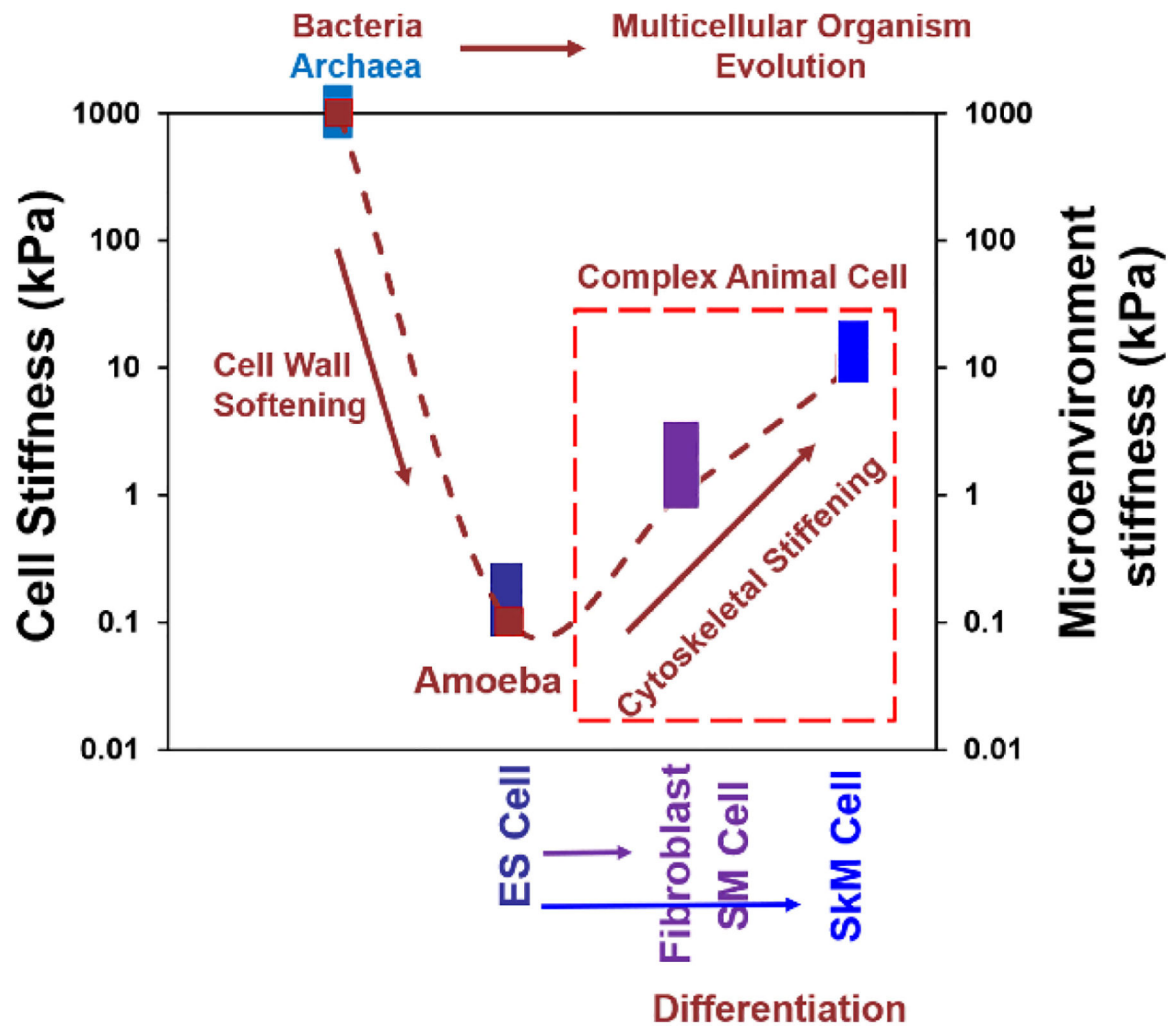 Bacteria
Archaea
Multicellular Organism
Evolution
Cell Stiffness (kPa)
1000
100
10
1
0.1
0.01
Cell Wall
Softening
Amoeba
Complex Animal Cell
Cytoskeletal Stiffening
1000
100
10
1
0.1
0.01
Microenvironment
stiffness (kPa)
ES Cell
Fibroblast
SM Cell
SkM Cell
Differentiation